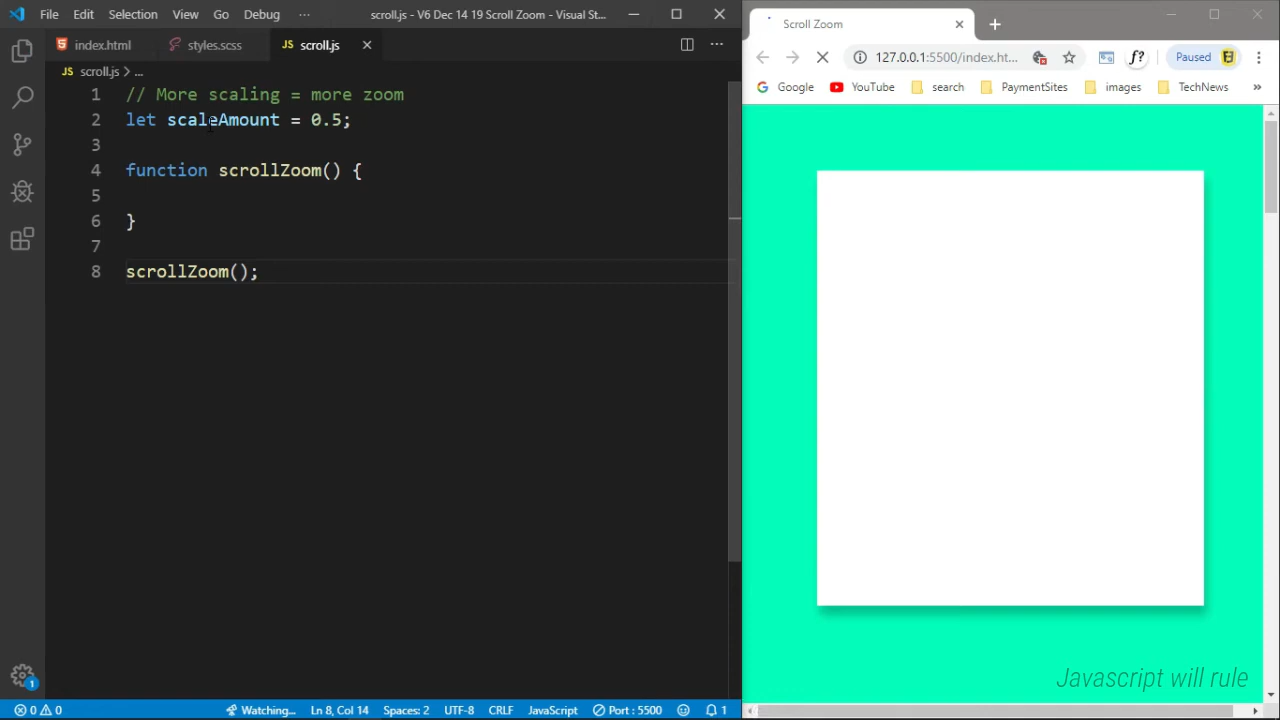 File Edit Selection View Go Debug ··· scroll.js - V6 Dec 14 19 Scroll Zoom - Visual St...
index.html styles.scss JS scroll.js
JS scroll.js > ...
1 // More scaling = more zoom
2 let scaleAmount = 0.5;
3
4 function scrollZoom() {
5
6 }
7
8 scrollZoom();
0 0 Watching... Ln 8, Col 14 Spaces: 2 UTF-8 CRLF JavaScript Port : 5500 1
1
Scroll Zoom
127.0.0.1:5500/index.ht... f? Paused
Google YouTube search PaymentSites images TechNews »
Javascript will rule